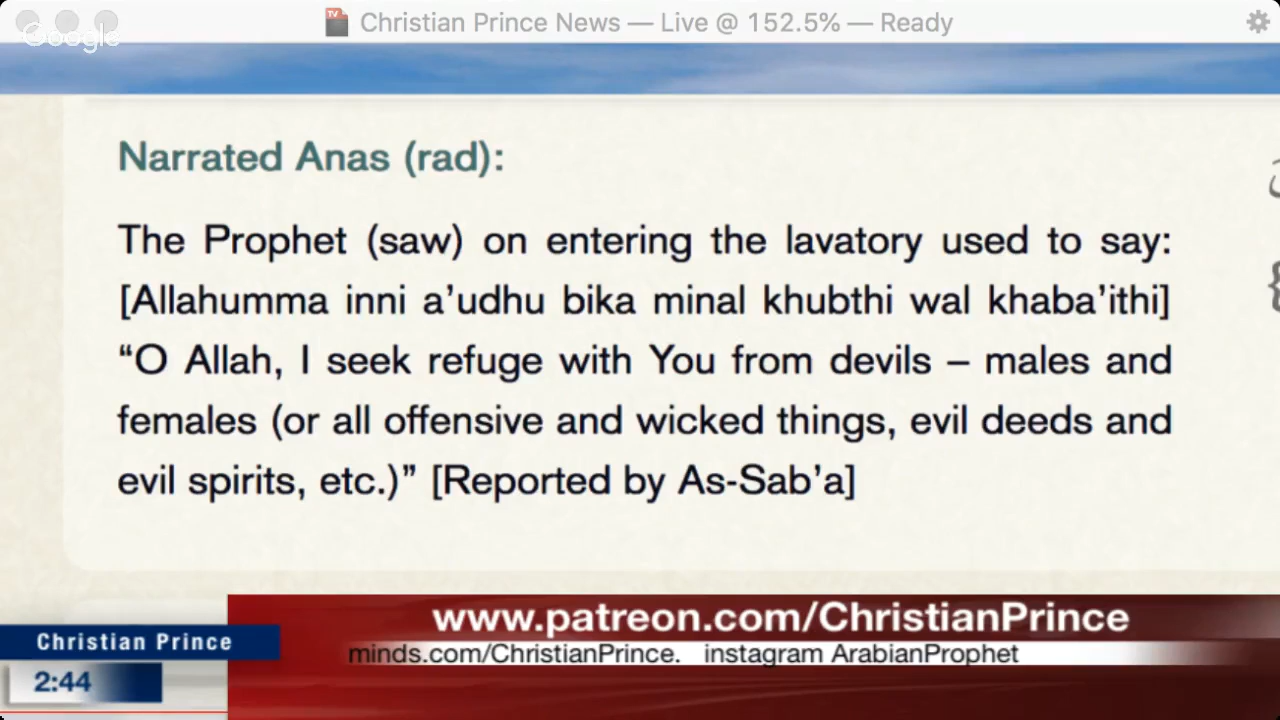 Christian Prince News — Live @ 152.5% — Ready
Google
Narrated Anas (rad):
The Prophet (saw) on entering the lavatory used to say:
[Allahumma inni a’udhu bika minal khubthi wal khaba’ithi]
“O Allah, I seek refuge with You from devils – males and
females (or all offensive and wicked things, evil deeds and
evil spirits, etc.)” [Reported by As-Sab’a]
www.patreon.com/ChristianPrince
Christian Prince
minds.com/ChristianPrince. instagram ArabianProphet
2:44